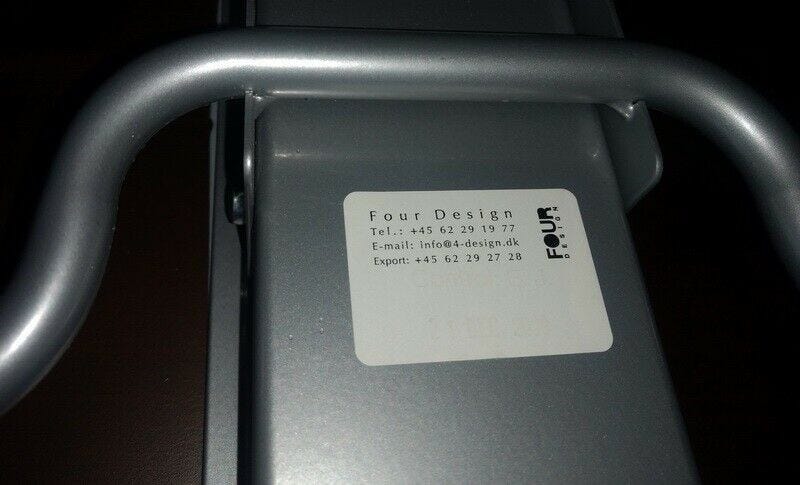 Four Design
Tel.: +45 62 29 19 77
E-mail: info@4-design.dk
Export: +45 62 29 27 28
FOUR
DESIGN